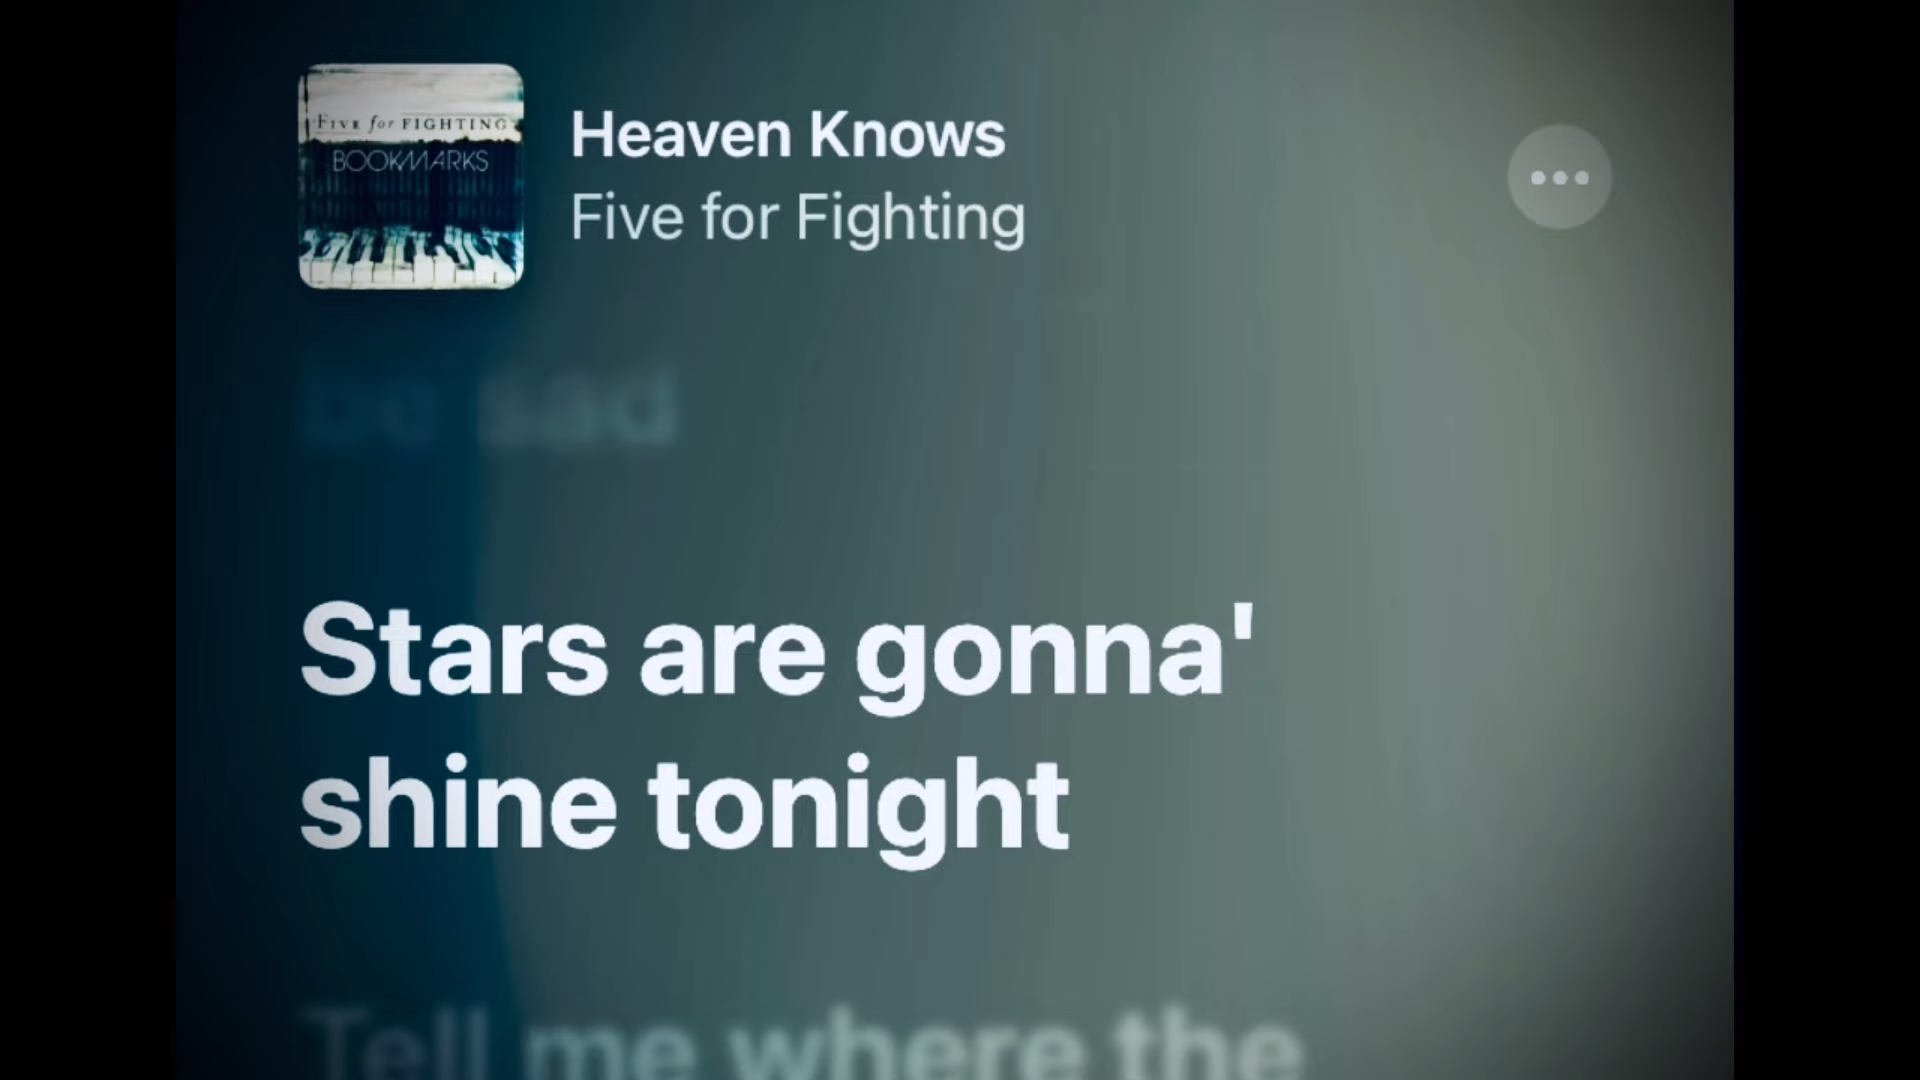 FIVE for FIGHTING
BOOKMARKS
Heaven Knows
Five for Fighting
be sad
Stars are gonna'
shine tonight
Tell me where the